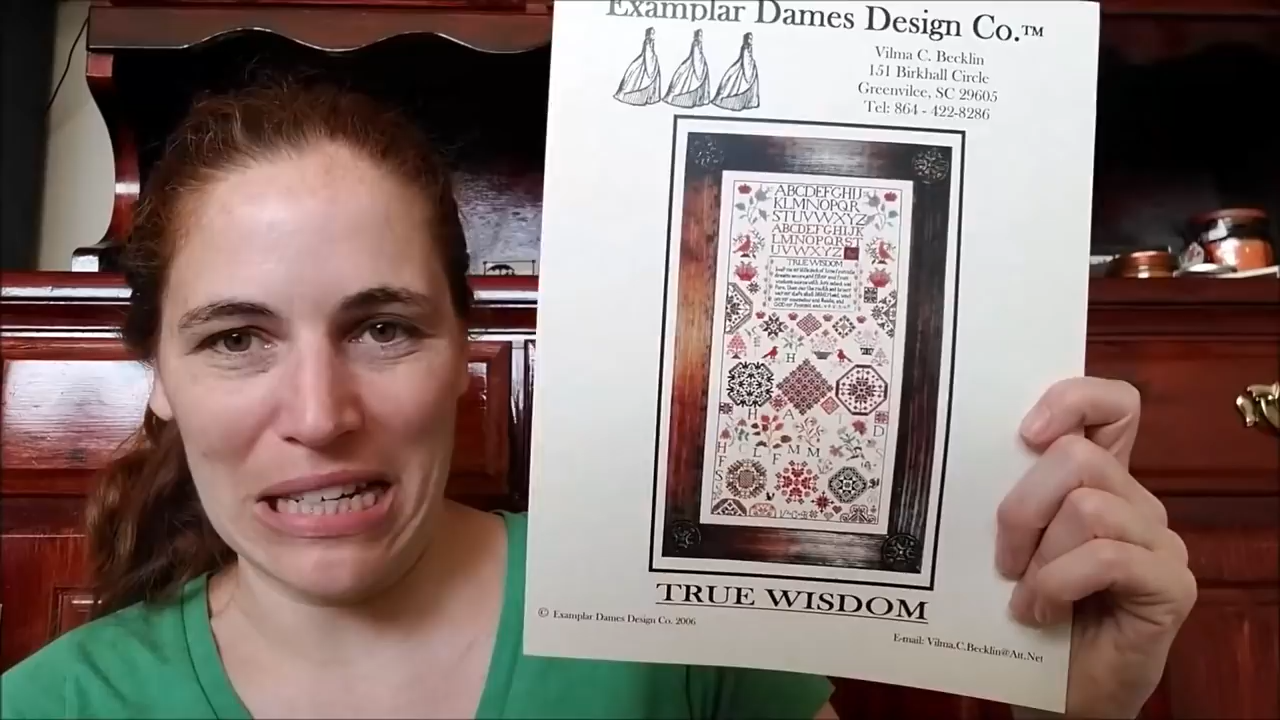 Examplar Dames Design Co.™
Vilma C. Becklin
151 Birkhall Circle
Greenvilee, SC 29605
Tel: 864 - 422-8286
ABCDEFGHIJ
KLMNOPQR
STUVWXYZ
ABCDEFGHIJK
LMNOPQRST
UVWXYZ
TRUE WISDOM
H
H A
D
H C L F M M S
F
S
TRUE WISDOM
© Examplar Dames Design Co. 2006
E-mail: Vilma.C.Becklin@Att.Net